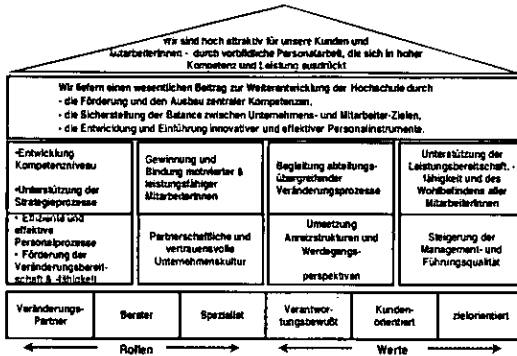 Wir sind hoch attraktiv für unsere Kunden und
MitarbeiterInnen - durch vorbildliche Personalarbeit, die sich in hoher
Kompetenz und Leistung ausdrückt
Wir liefern einen wesentlichen Beitrag zur Weiterentwicklung der Hochschule durch
- die Förderung und den Ausbau zentraler Kompetenzen,
- die Sicherstellung der Balance zwischen Unternehmens- und Mitarbeiter-Zielen,
- die Entwicklung und Einführung innovativer und effektiver Personalinstrumente.
•Entwicklung
Kompetenzniveau
•Unterstützung der
Strategieprozesse
Gewinnung und
Bindung motivierter &
leistungsfähiger
MitarbeiterInnen
Begleitung abteilungs-
übergreifender
Veränderungsprozesse
Unterstützung der
Leistungsbereitschaft, -
fähigkeit und des
Wohlbefindens aller
MitarbeiterInnen
• Effiziente und
effektive
Personalprozesse
• Förderung der
Veränderungsbereit-
schaft & -fähigkeit
Partnerschaftliche und
vertrauensvolle
Unternehmenskultur
Umsetzung
Anreizstrukturen und
Werdegangs-
perspektiven
Steigerung der
Management- und
Führungsqualität
Veränderungs-
Partner
Berater
Spezialist
Verantwor-
tungsbewußt
Kunden-
orientiert
zielorientiert
Rollen
Werte